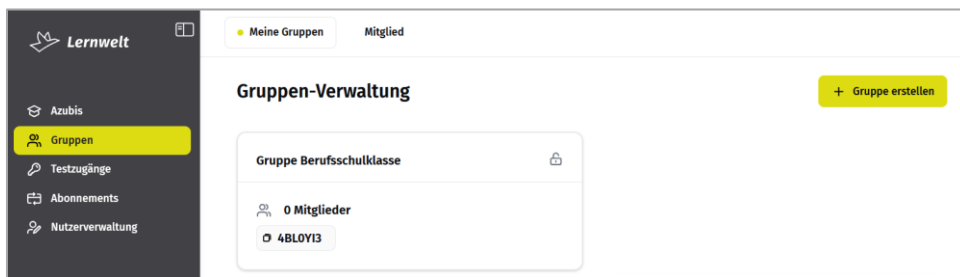 Lernwelt
Azubis
Gruppen
Testzugänge
Abonnements
Nutzerverwaltung
Meine Gruppen
Mitglied
Gruppen-Verwaltung
+ Gruppe erstellen
Gruppe Berufsschulklasse
0 Mitglieder
4BL0YI3